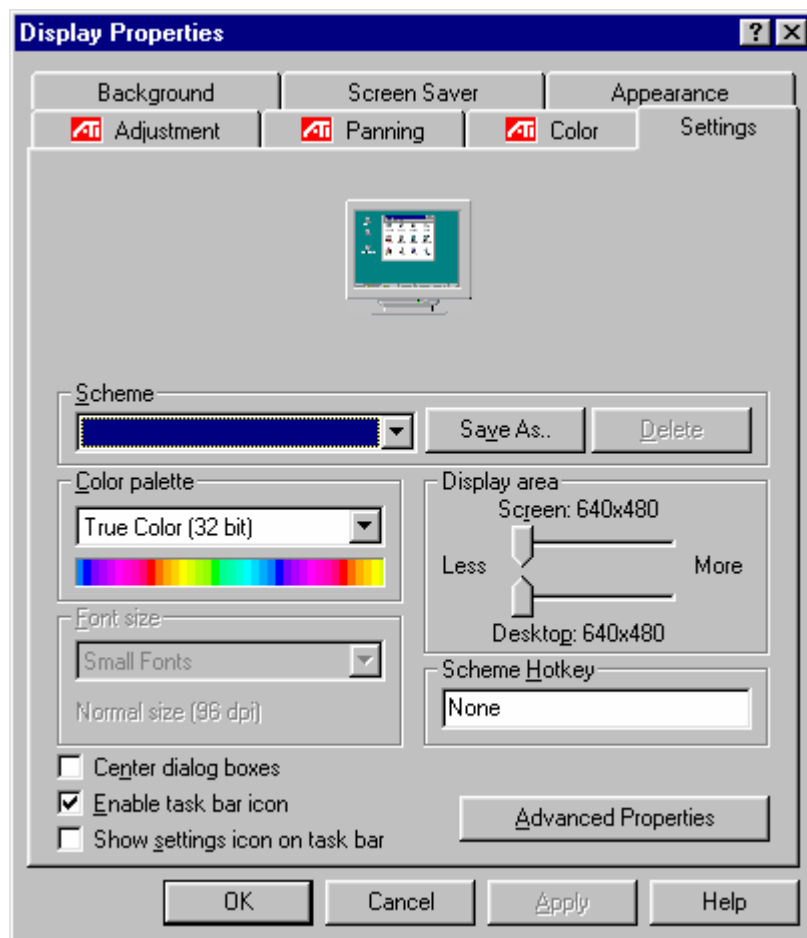 Display Properties
Background Screen Saver Appearance
ATI Adjustment ATI Panning ATI Color Settings
Scheme
Save As.. Delete
Color palette
True Color (32 bit)
Display area
Screen: 640x480
Less More
Desktop: 640x480
Font size
Small Fonts
Normal size (96 dpi)
Scheme Hotkey
None
Center dialog boxes
Enable task bar icon
Show settings icon on task bar
Advanced Properties
OK Cancel Apply Help